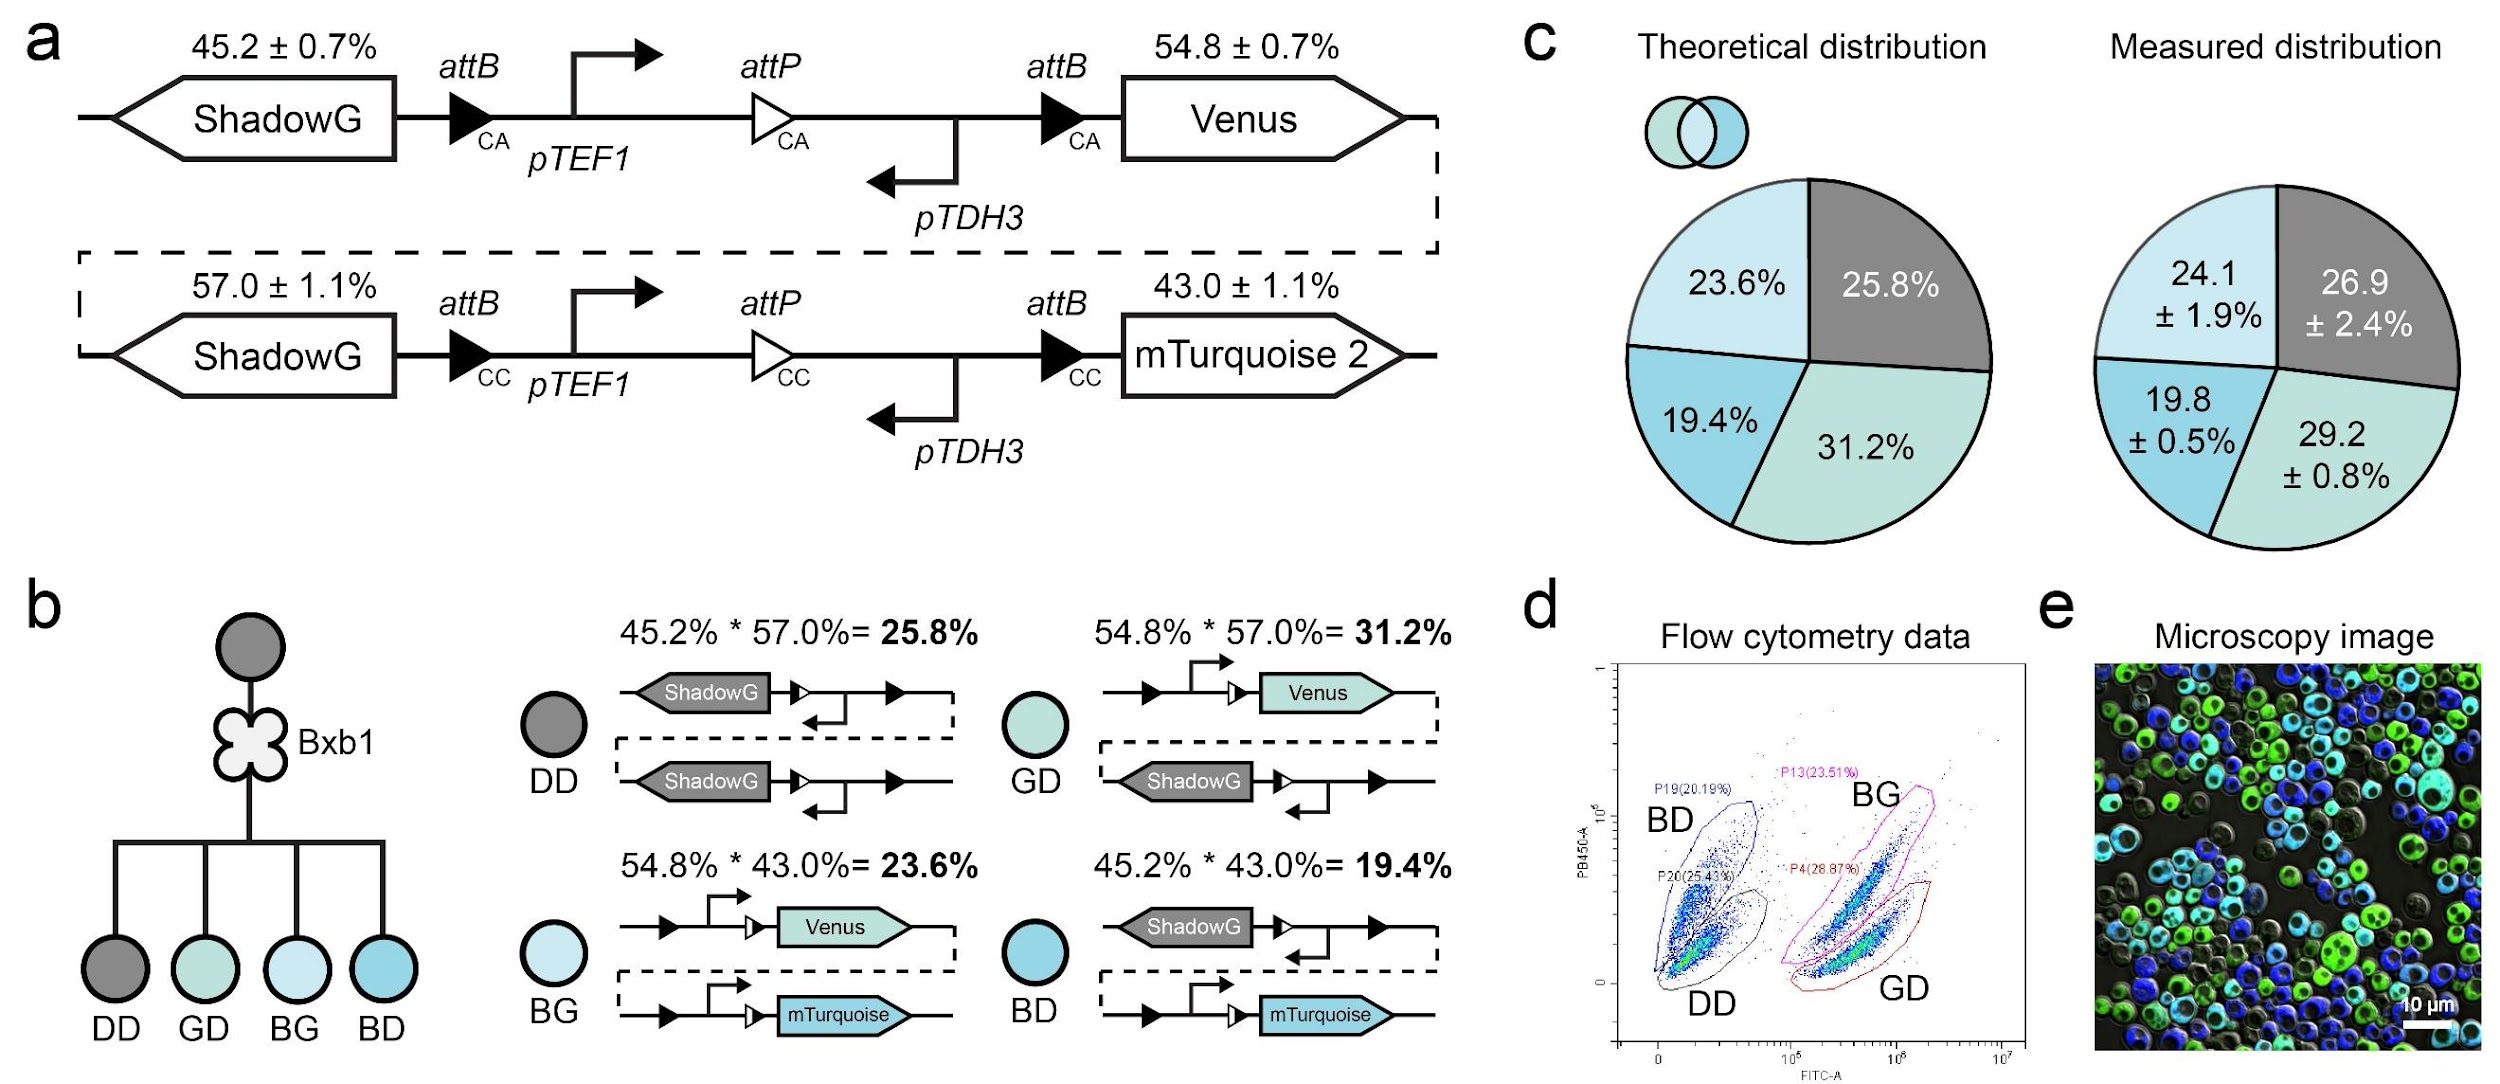 a
45.2 ± 0.7%
54.8 ± 0.7%
attB
attP
attB
ShadowG
Venus
CA
CA
CA
pTEF1
pTDH3
57.0 ± 1.1%
43.0 ± 1.1%
attB
attP
attB
ShadowG
mTurquoise 2
CC
CC
CC
pTEF1
pTDH3
b
Bxb1
DD GD BG BD
45.2% * 57.0%= 25.8%
ShadowG
DD
ShadowG
54.8% * 57.0%= 31.2%
Venus
GD
ShadowG
54.8% * 43.0%= 23.6%
Venus
BG
mTurquoise
45.2% * 43.0%= 19.4%
ShadowG
BD
mTurquoise
c
Theoretical distribution
23.6%
25.8%
19.4%
31.2%
Measured distribution
24.1
± 1.9%
26.9
± 2.4%
19.8
± 0.5%
29.2
± 0.8%
d
Flow cytometry data
P13(23.51%)
P19(20.19%)
BG
BD
P4(28.87%)
P20(25.43%)
GD
DD
PB450-A
0
10⁵
10⁶
10⁷
0
FITC-A
e
Microscopy image
10 µm